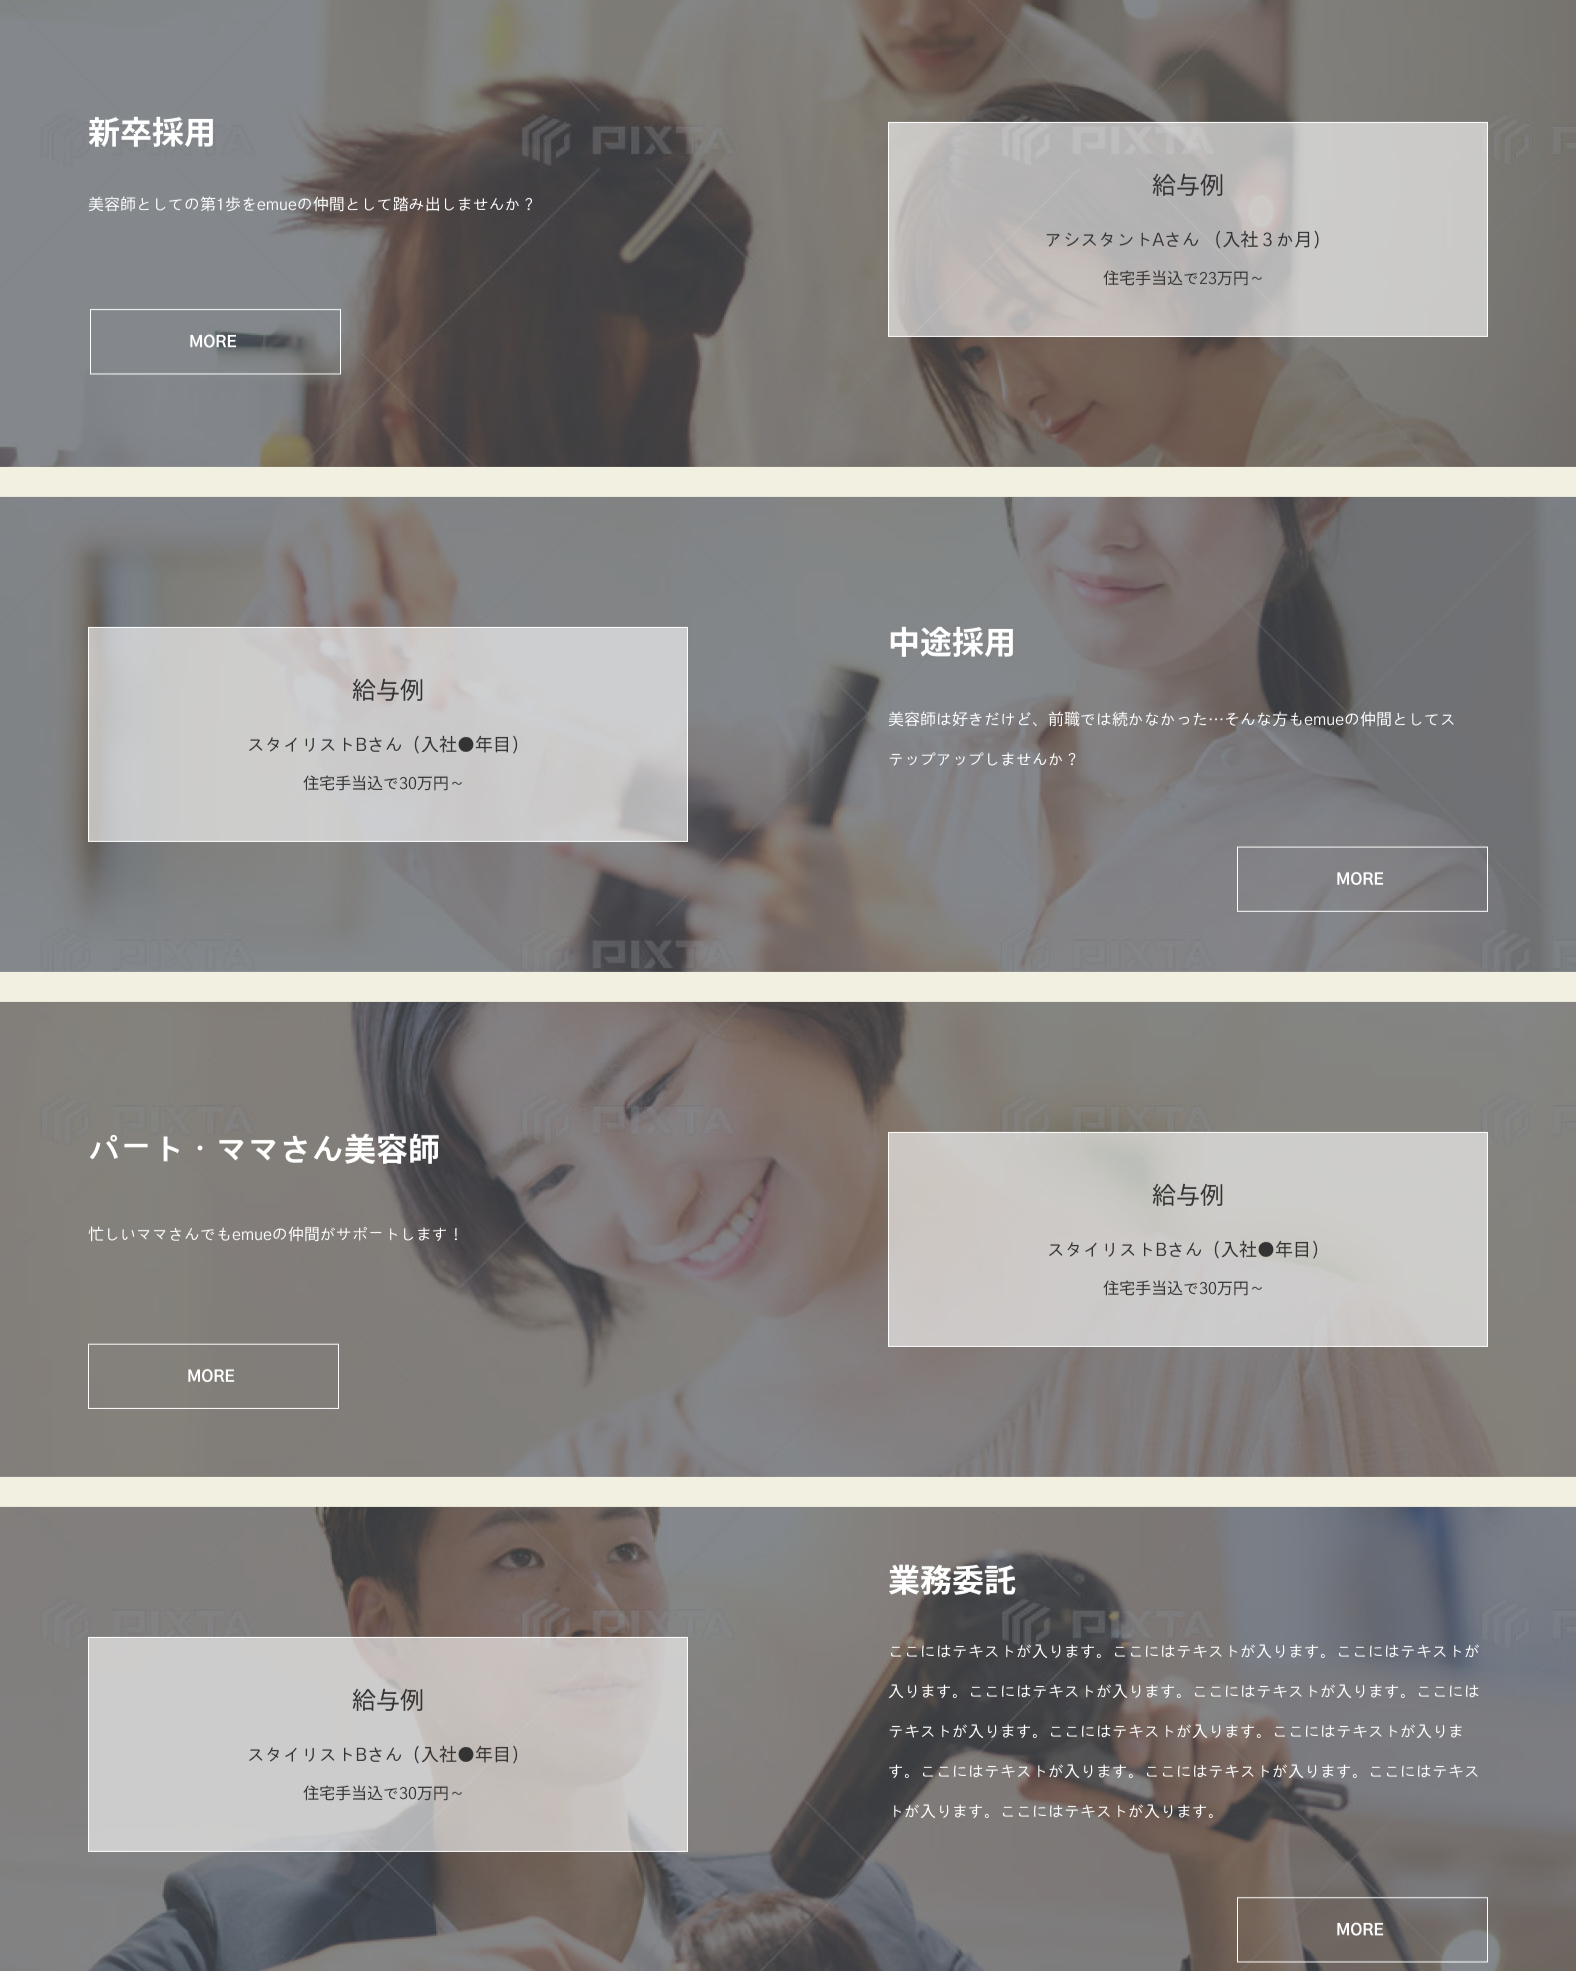 新卒採用
美容師としての第1歩をemueの仲間として踏み出しませんか？
MORE
給与例
アシスタントAさん （入社３か月）
住宅手当込で23万円～
PIXTA
PIXTA
PIXTA
給与例
スタイリストBさん（入社●年目）
住宅手当込で30万円～
中途採用
美容師は好きだけど、前職では続かなかった…そんな方もemueの仲間としてス
テップアップしませんか？
MORE
PIXTA
PIXTA
PIXTA
パート・ママさん美容師
忙しいママさんでもemueの仲間がサポートします！
MORE
給与例
スタイリストBさん（入社●年目）
住宅手当込で30万円～
PIXTA
PIXTA
PIXTA
給与例
スタイリストBさん（入社●年目）
住宅手当込で30万円～
業務委託
ここにはテキストが入ります。ここにはテキストが入ります。ここにはテキストが
入ります。ここにはテキストが入ります。ここにはテキストが入ります。ここには
テキストが入ります。ここにはテキストが入ります。ここにはテキストが入りま
す。ここにはテキストが入ります。ここにはテキストが入ります。ここにはテキス
トが入ります。ここにはテキストが入ります。
MORE
PIXTA
PIXTA
PIXTA